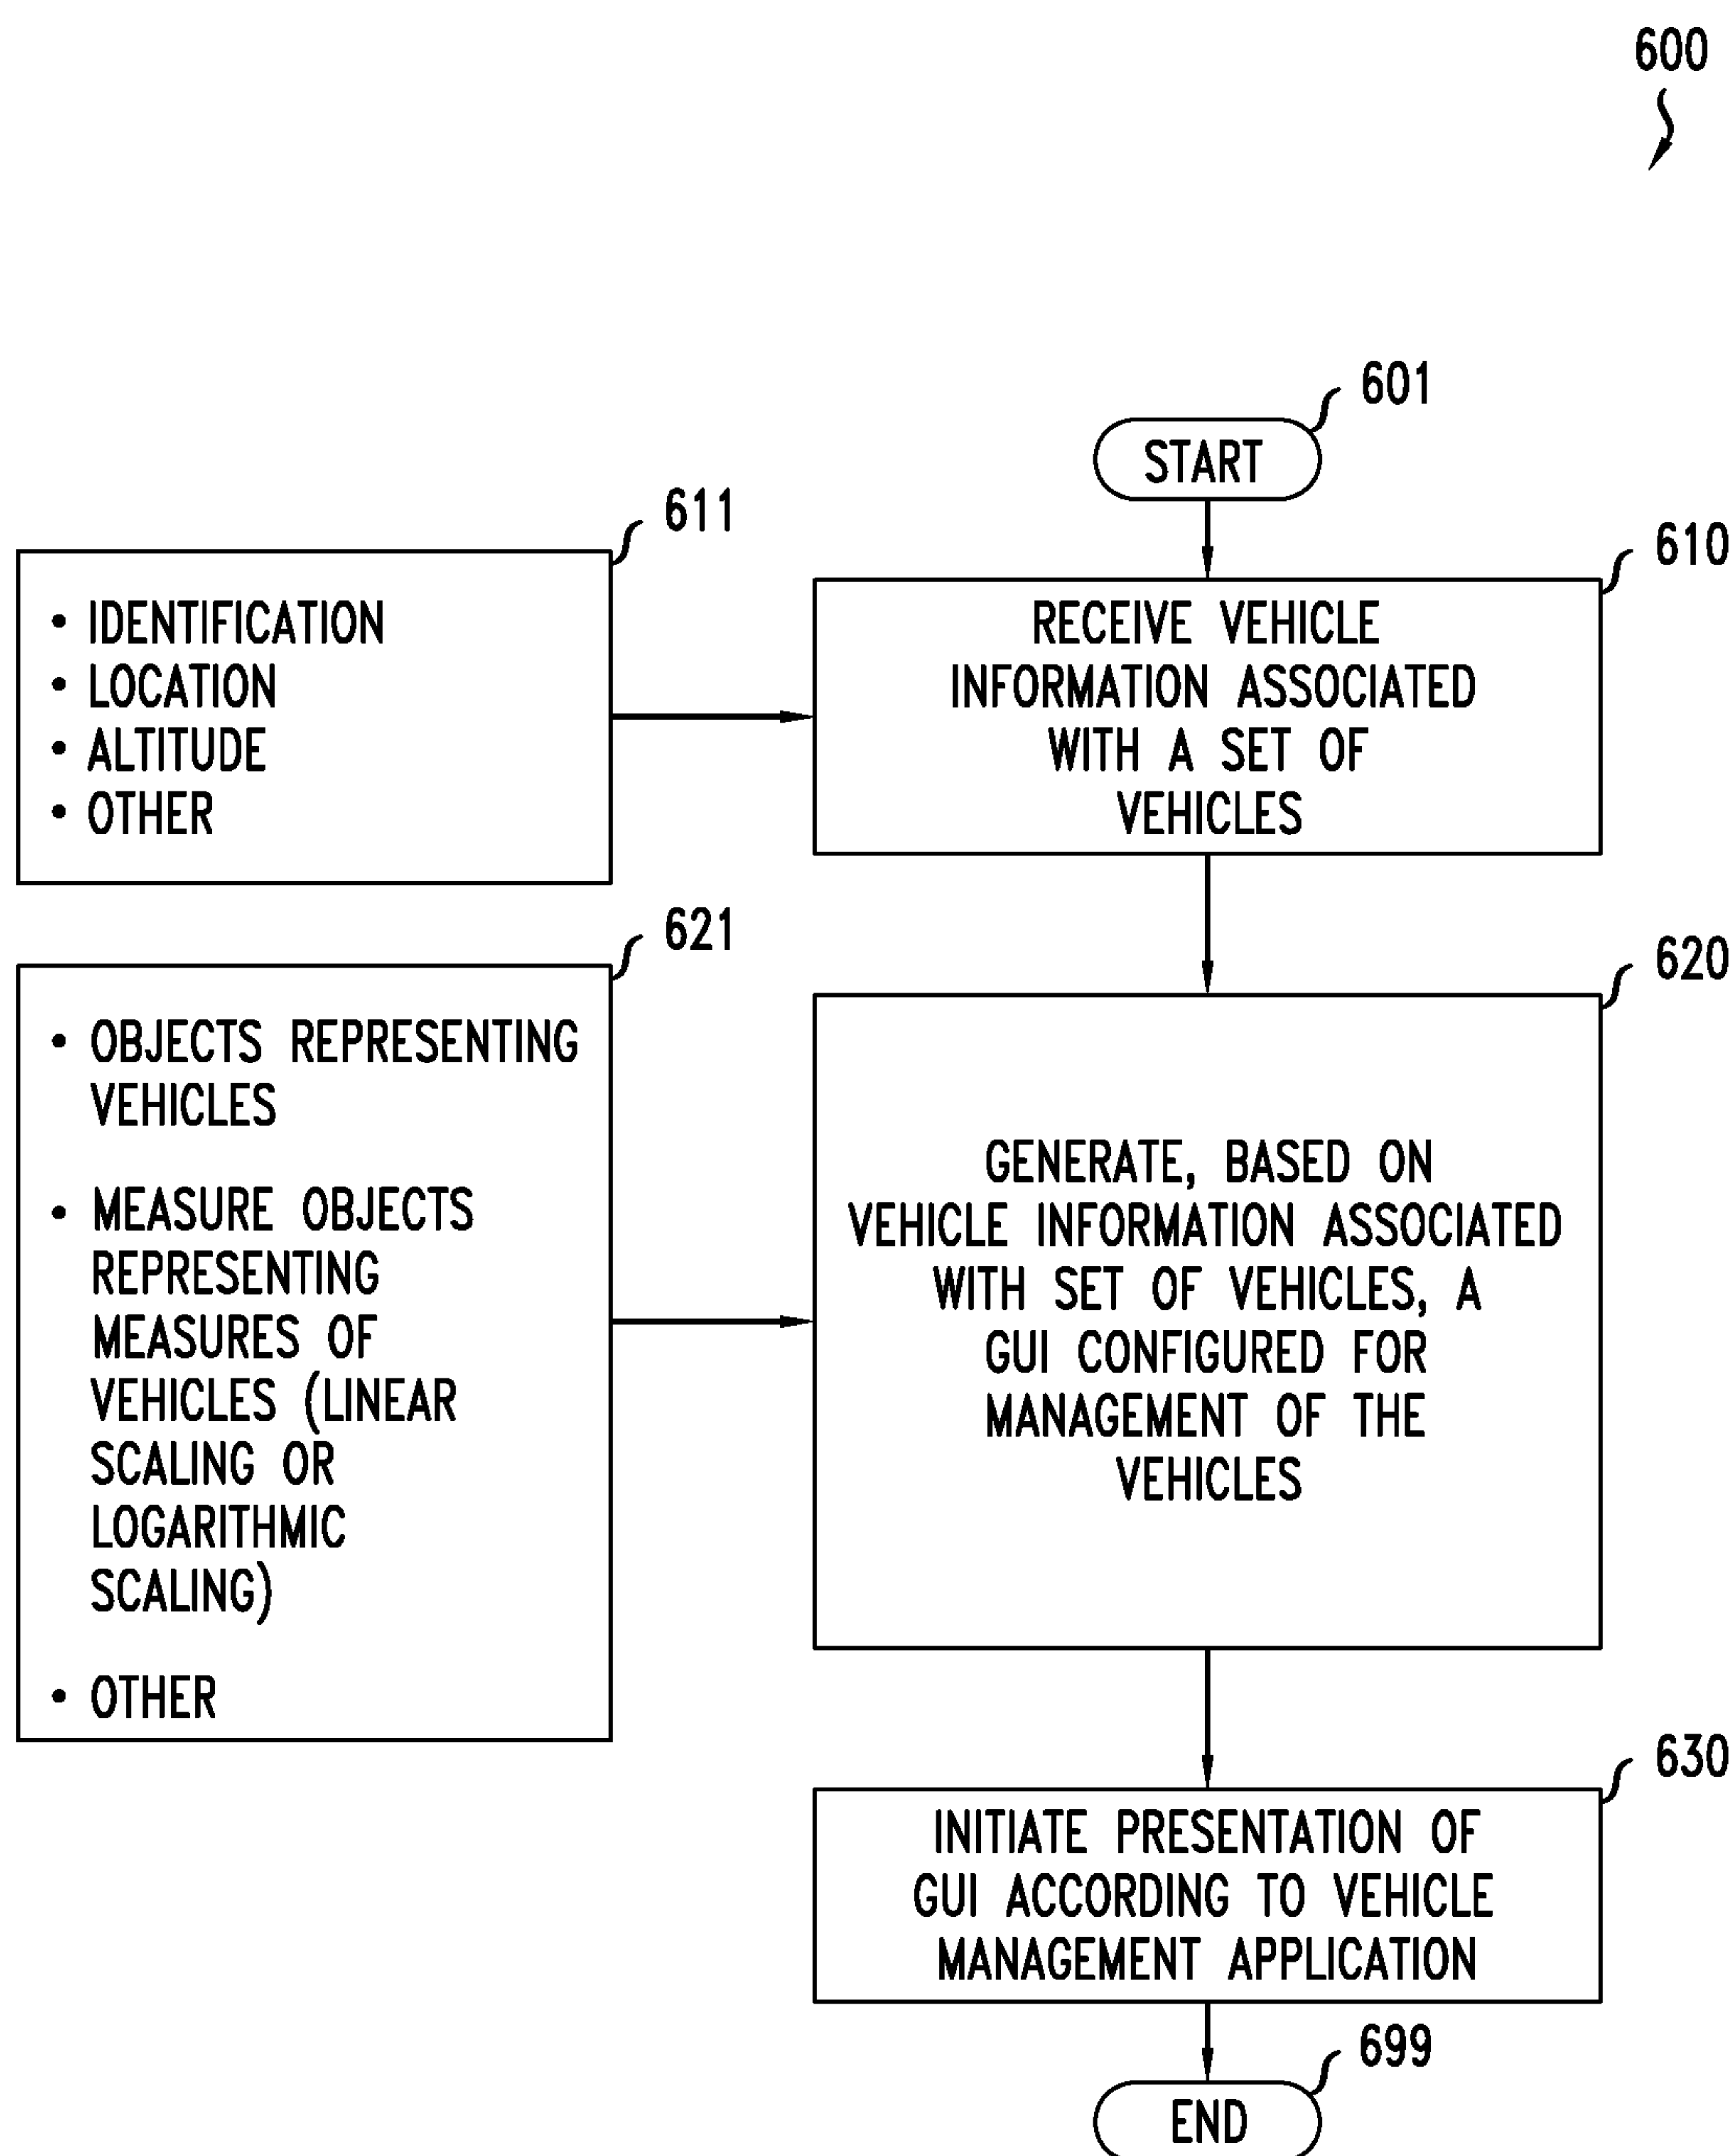 600
601
START
611
• IDENTIFICATION
• LOCATION
• ALTITUDE
• OTHER
610
RECEIVE VEHICLE
INFORMATION ASSOCIATED
WITH A SET OF
VEHICLES
621
• OBJECTS REPRESENTING
VEHICLES
• MEASURE OBJECTS
REPRESENTING
MEASURES OF
VEHICLES (LINEAR
SCALING OR
LOGARITHMIC
SCALING)
• OTHER
620
GENERATE, BASED ON
VEHICLE INFORMATION ASSOCIATED
WITH SET OF VEHICLES, A
GUI CONFIGURED FOR
MANAGEMENT OF THE
VEHICLES
630
INITIATE PRESENTATION OF
GUI ACCORDING TO VEHICLE
MANAGEMENT APPLICATION
699
END